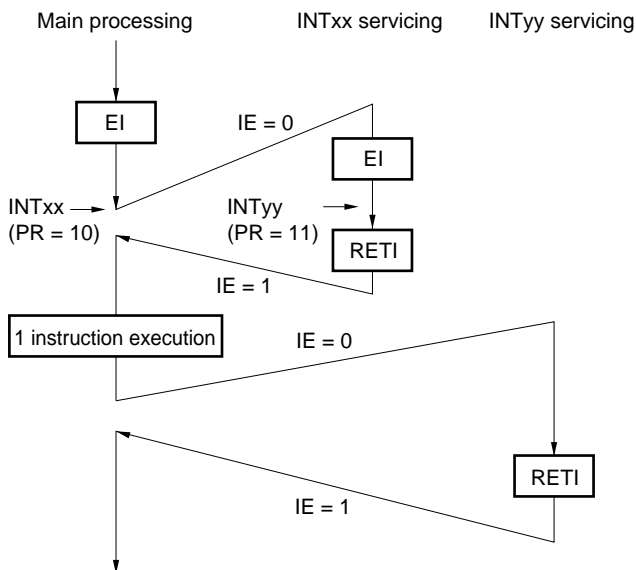 Main processing
INTxx servicing
INTyy servicing
EI
IE = 0
EI
INTxx
(PR = 10)
INTyy
(PR = 11)
RETI
IE = 1
1 instruction execution
IE = 0
RETI
IE = 1